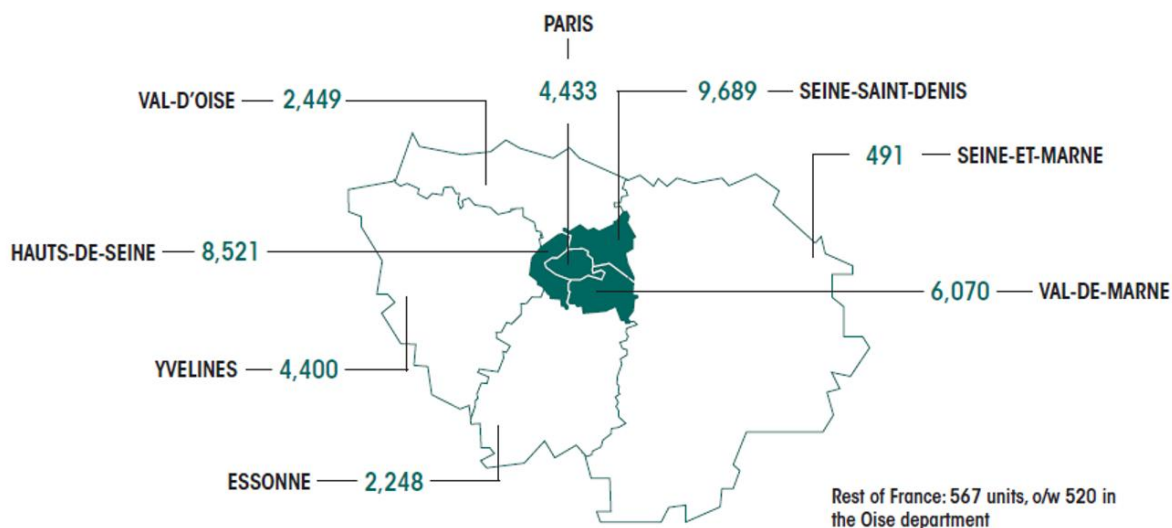 PARIS
VAL-D'OISE 2,449
4,433
9,689 SEINE-SAINT-DENIS
491 SEINE-ET-MARNE
HAUTS-DE-SEINE 8,521
6,070 VAL-DE-MARNE
YVELINES 4,400
ESSONNE 2,248
Rest of France: 567 units, o/w 520 in
the Oise department